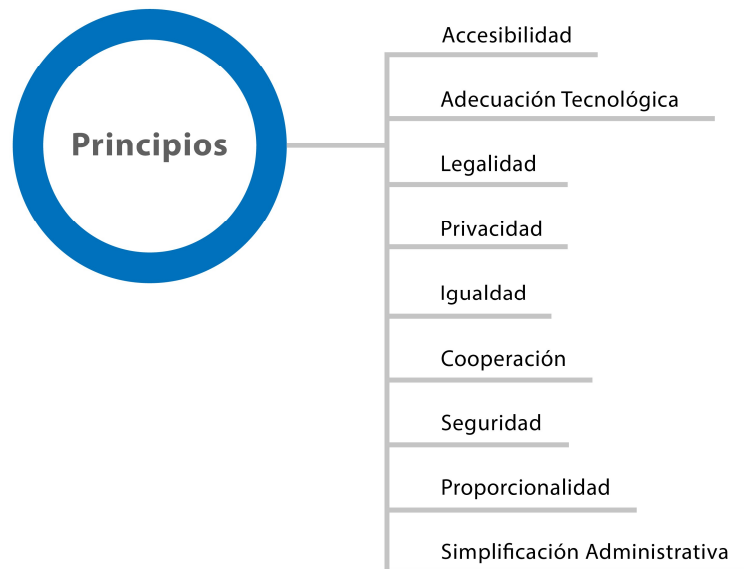 Principios
Accesibilidad
Adecuación Tecnológica
Legalidad
Privacidad
Igualdad
Cooperación
Seguridad
Proporcionalidad
Simplificación Administrativa